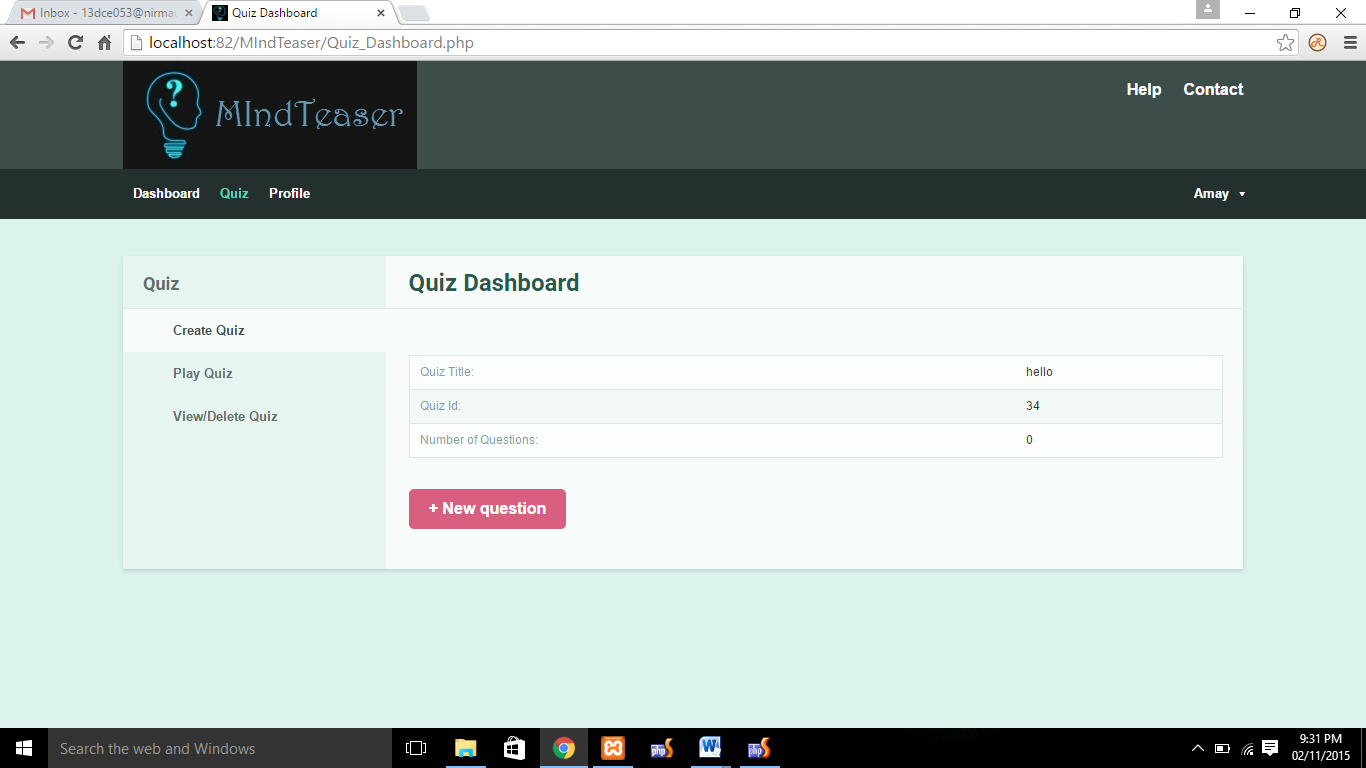 Inbox - 13dce053@nirma
Quiz Dashboard
localhost:82/MIndTeaser/Quiz_Dashboard.php
?
MIndTeaser
Help Contact
Dashboard Quiz Profile Amay
Quiz
Quiz Dashboard
Create Quiz
Play Quiz
View/Delete Quiz
Quiz Title: hello
Quiz Id: 34
Number of Questions: 0
+ New question
Search the web and Windows
php
W
php
9:31 PM
02/11/2015